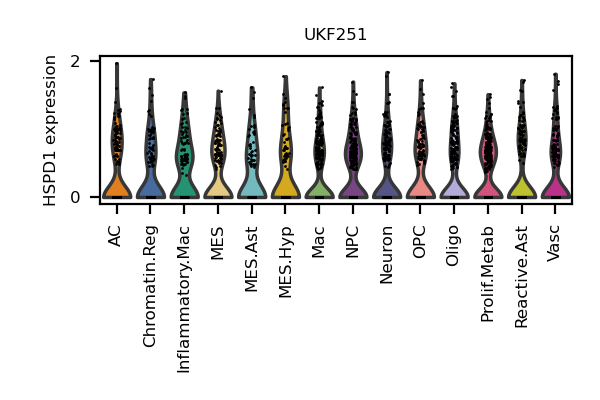 UKF251
HSPD1 expression
2
0
AC
Chromatin.Reg
Inflammatory.Mac
MES
MES.Ast
MES.Hyp
Mac
NPC
Neuron
OPC
Oligo
Prolif.Metab
Reactive.Ast
Vasc